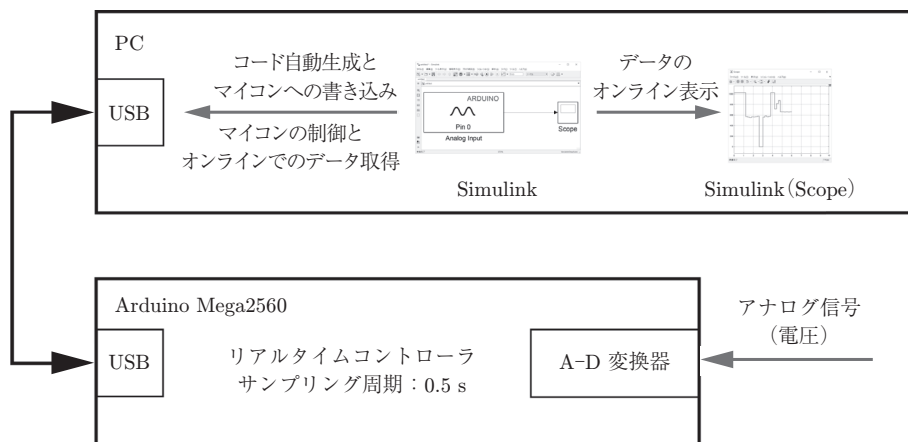 PC
USB
コード自動生成と
マイコンへの書き込み
マイコンの制御と
オンラインでのデータ取得
ARDUINO
Pin 0
Analog Input
Scope
Simulink
データの
オンライン表示
Simulink(Scope)
Arduino Mega2560
USB
リアルタイムコントローラ
サンプリング周期：0.5 s
A-D 変換器
アナログ信号
（電圧）